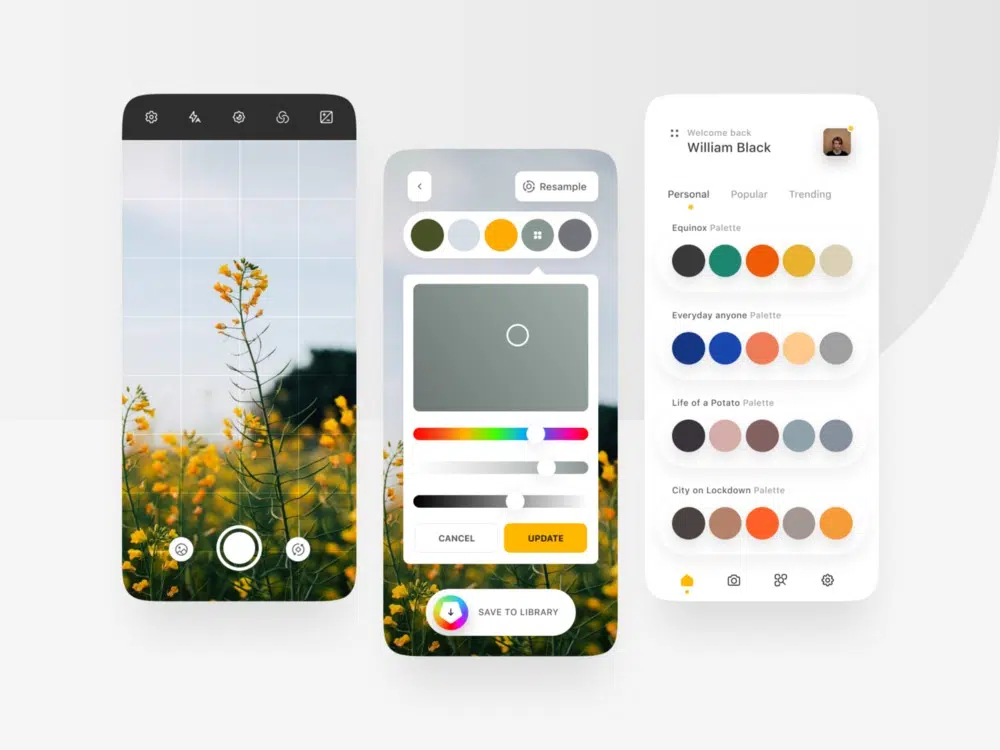 Resample
CANCEL
UPDATE
SAVE TO LIBRARY
Welcome back
William Black
Personal Popular Trending
Equinox Palette
Everyday anyone Palette
Life of a Potato Palette
City on Lockdown Palette